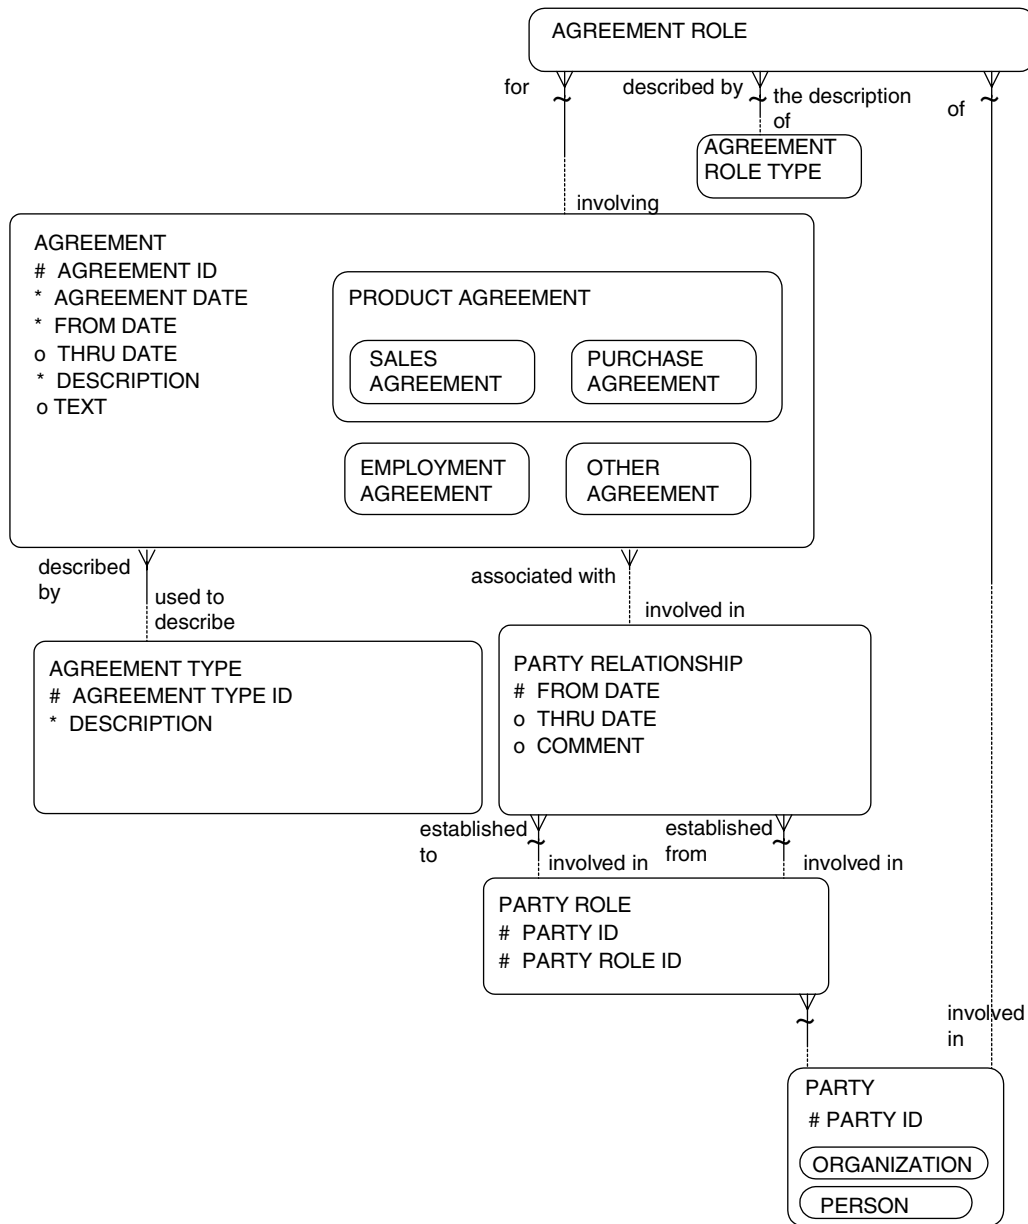 AGREEMENT ROLE
for
described by
the description
of
of
AGREEMENT
ROLE TYPE
involving
AGREEMENT
# AGREEMENT ID
* AGREEMENT DATE
* FROM DATE
o THRU DATE
* DESCRIPTION
o TEXT
PRODUCT AGREEMENT
SALES
AGREEMENT
PURCHASE
AGREEMENT
EMPLOYMENT
AGREEMENT
OTHER
AGREEMENT
described
by
used to
describe
associated with
involved in
AGREEMENT TYPE
# AGREEMENT TYPE ID
* DESCRIPTION
PARTY RELATIONSHIP
# FROM DATE
o THRU DATE
o COMMENT
established
to
involved in
established
from
involved in
PARTY ROLE
# PARTY ID
# PARTY ROLE ID
involved
in
PARTY
# PARTY ID
ORGANIZATION
PERSON